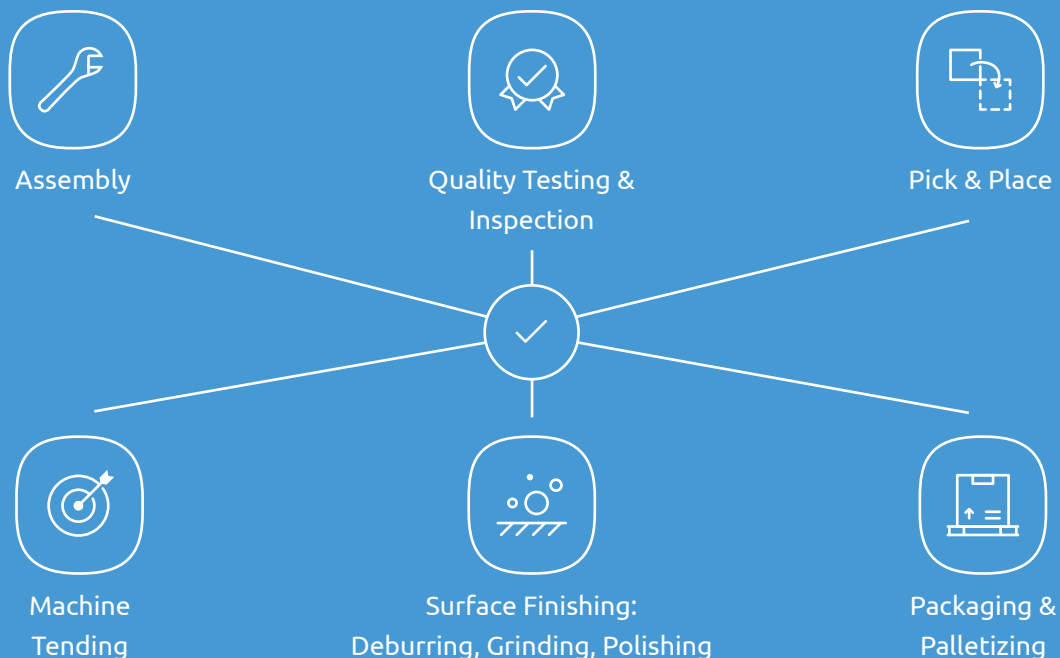 Assembly
Quality Testing &
Inspection
Pick & Place
Machine
Tending
Surface Finishing:
Deburring, Grinding, Polishing
Packaging &
Palletizing